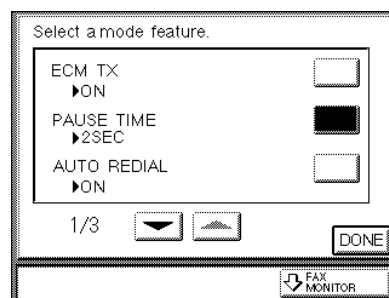 Select a mode feature.
ECM TX
▶ON
PAUSE TIME
▶2SEC
AUTO REDIAL
▶ON
1/3
DONE
FAX
MONITOR